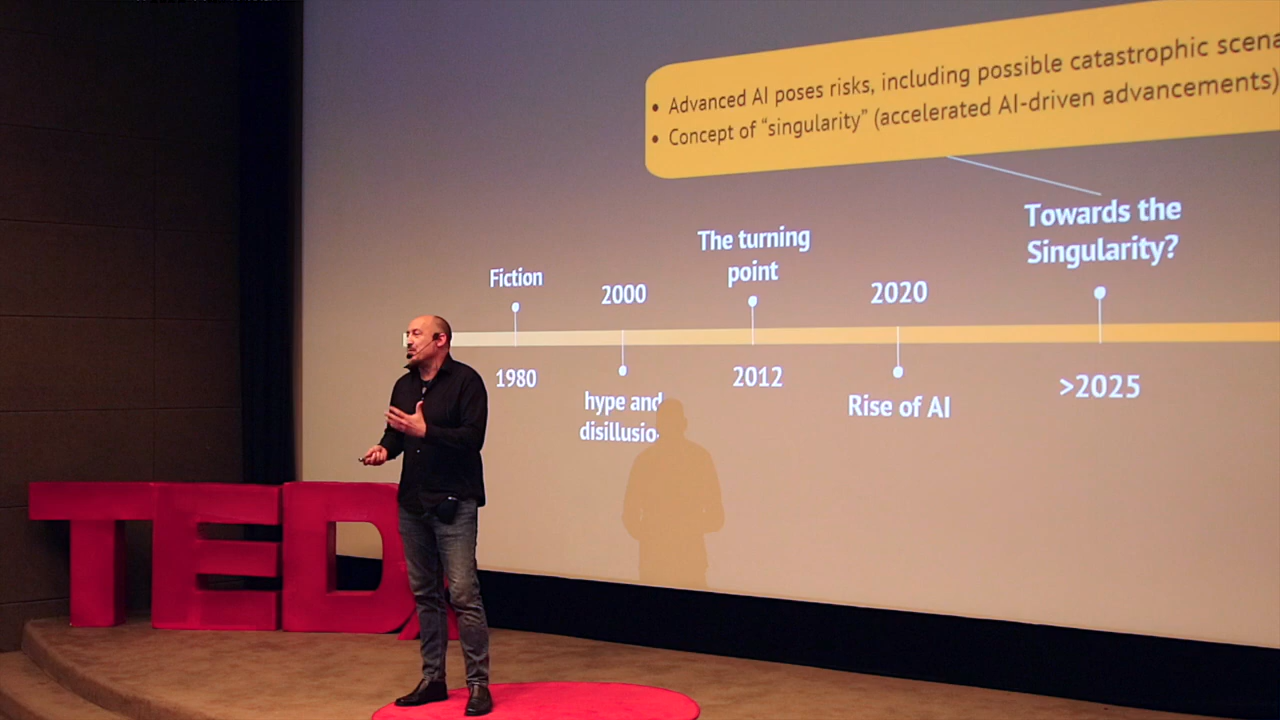 • Advanced AI poses risks, including possible catastrophic
• Concept of “singularity” (accelerated AI-driven advancements)
Towards the
Singularity?
The turning
point
Fiction
2000
2020
1980
2012
>2025
hype and
Rise of AI
TEDx